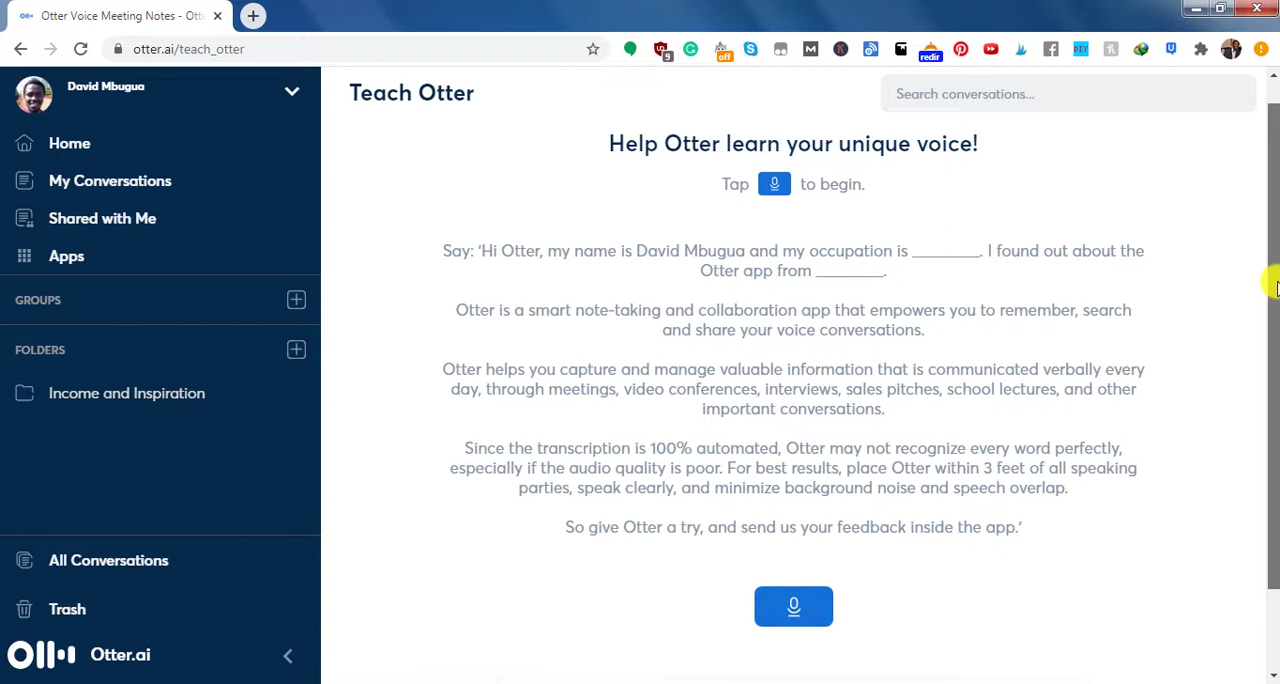 Otter Voice Meeting Notes - Ott
otter.ai/teach_otter
9
off
M
K
redir
DIY
David Mbugua
Home
My Conversations
Shared with Me
Apps
GROUPS
FOLDERS
Income and Inspiration
All Conversations
Trash
Otter.ai
Teach Otter
Search conversations...
Help Otter learn your unique voice!
Tap to begin.
Say: ‘Hi Otter, my name is David Mbugua and my occupation is ________. I found out about the
Otter app from ________.
Otter is a smart note-taking and collaboration app that empowers you to remember, search
and share your voice conversations.
Otter helps you capture and manage valuable information that is communicated verbally every
day, through meetings, video conferences, interviews, sales pitches, school lectures, and other
important conversations.
Since the transcription is 100% automated, Otter may not recognize every word perfectly,
especially if the audio quality is poor. For best results, place Otter within 3 feet of all speaking
parties, speak clearly, and minimize background noise and speech overlap.
So give Otter a try, and send us your feedback inside the app.‘